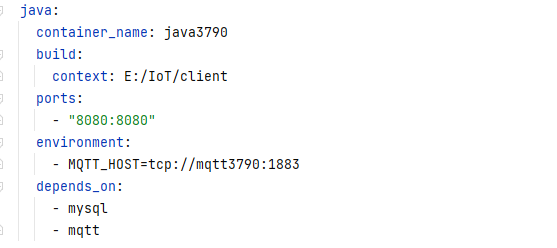 java:
container_name: java3790
build:
context: E:/IoT/client
ports:
- "8080:8080"
environment:
- MQTT_HOST=tcp://mqtt3790:1883
depends_on:
- mysql
- mqtt